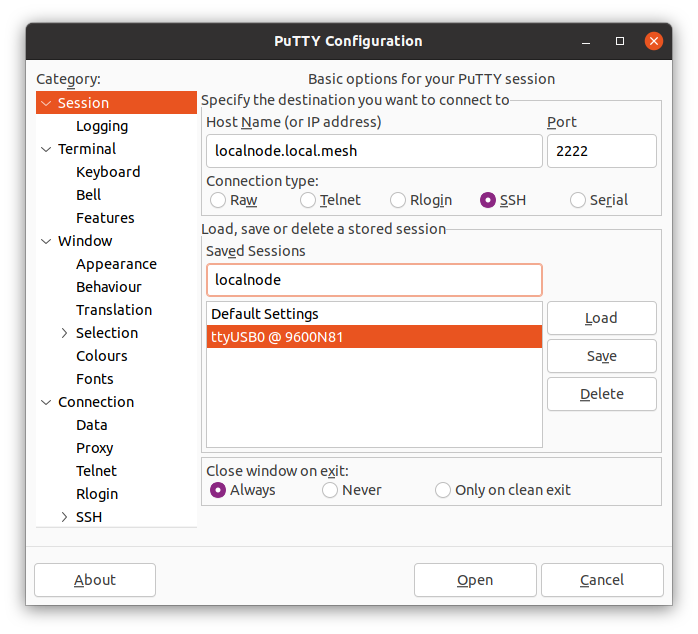 PuTTY Configuration
Category:
Session
Logging
Terminal
Keyboard
Bell
Features
Window
Appearance
Behaviour
Translation
Selection
Colours
Fonts
Connection
Data
Proxy
Telnet
Rlogin
SSH
Basic options for your PuTTY session
Specify the destination you want to connect to
Host Name (or IP address) Port
localnode.local.mesh 2222
Connection type:
Raw Telnet Rlogin SSH Serial
Load, save or delete a stored session
Saved Sessions
localnode
Default Settings
ttyUSB0 @ 9600N81
Load
Save
Delete
Close window on exit:
Always Never Only on clean exit
About Open Cancel